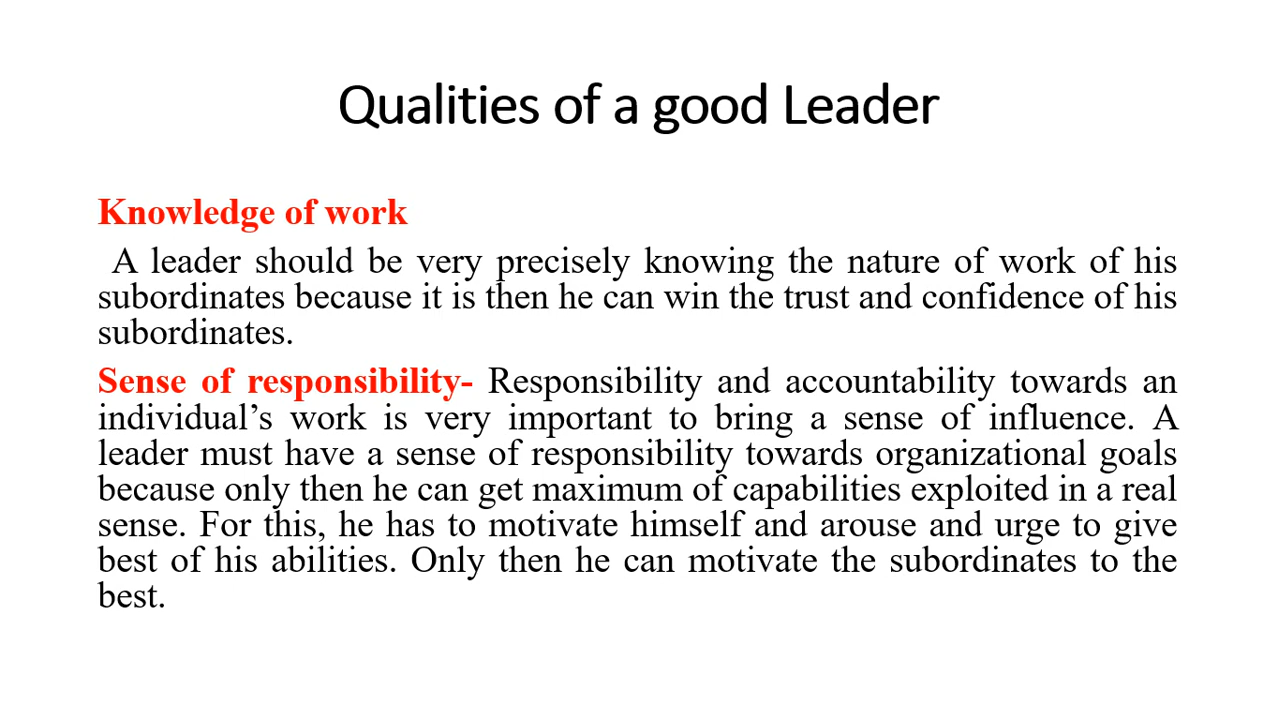 Qualities of a good Leader
Knowledge of work
A leader should be very precisely knowing the nature of work of his
subordinates because it is then he can win the trust and confidence of his
subordinates.
Sense of responsibility- Responsibility and accountability towards an
individual’s work is very important to bring a sense of influence. A
leader must have a sense of responsibility towards organizational goals
because only then he can get maximum of capabilities exploited in a real
sense. For this, he has to motivate himself and arouse and urge to give
best of his abilities. Only then he can motivate the subordinates to the
best.